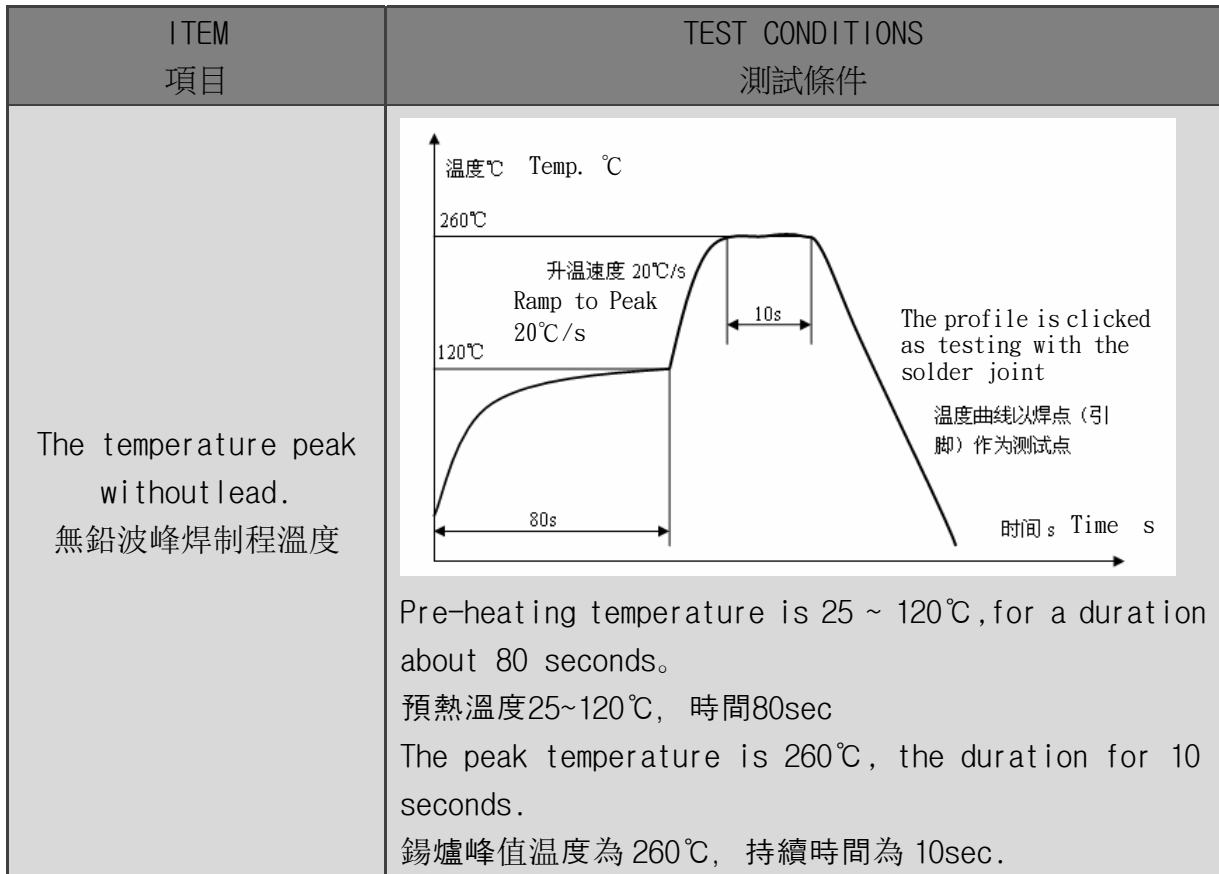 ITEM
項目
TEST CONDITIONS
測試條件
The temperature peak
withoutlead.
無鉛波峰焊制程溫度
温度℃ Temp. ℃
260℃
升温速度 20℃/s
Ramp to Peak
20℃/s
10s
120℃
The profile is clicked
as testing with the
solder joint
温度曲线以焊点（引
脚）作为测试点
80s
时间 s Time s
Pre-heating temperature is 25 ~ 120℃,for a duration
about 80 seconds。
預熱溫度25~120℃, 時間80sec
The peak temperature is 260℃, the duration for 10
seconds.
錫爐峰值温度為 260℃, 持續時間為 10sec.